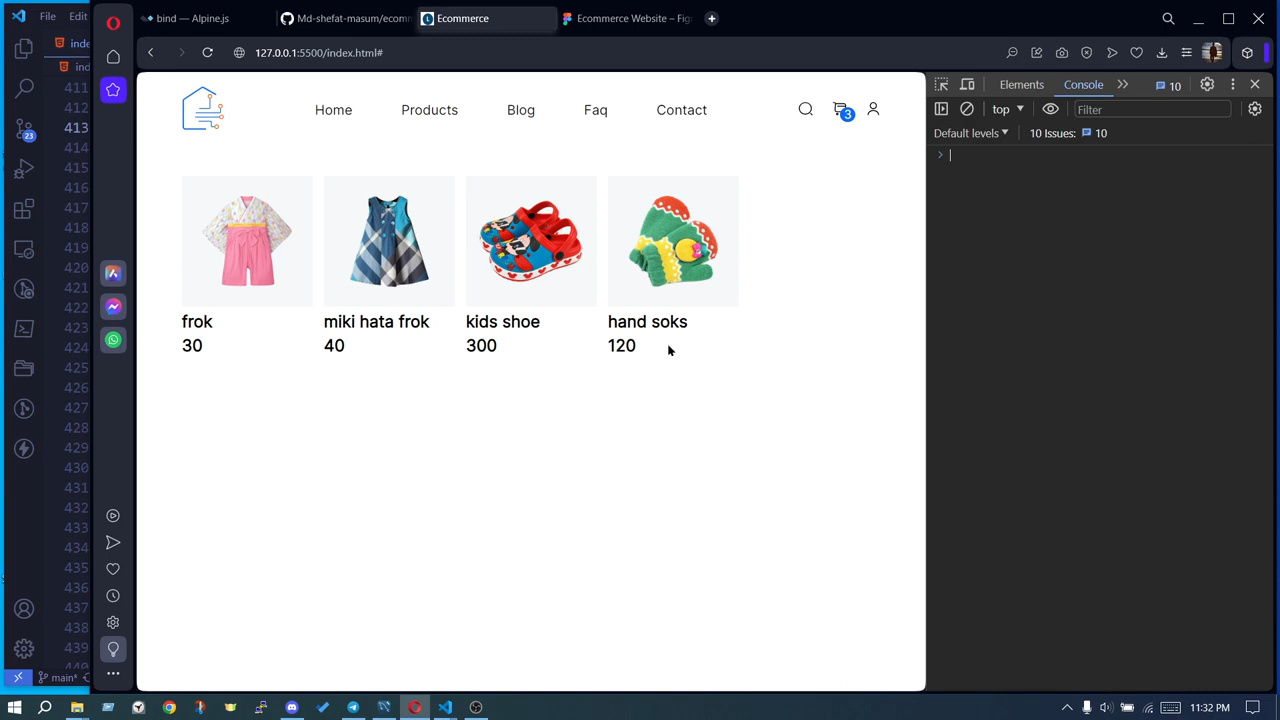 File Edit
bind — Alpine.js
Md-shefat-masum/ecomm
Ecommerce
Ecommerce Website – Fig
127.0.0.1:5500/index.html#
inde
ind
411
412
413
414
415
416
417
418
419
420
421
422
423
424
425
426
427
428
429
430
431
432
433
434
435
436
437
438
439
440
23
main*
Home
Products
Blog
Faq
Contact
3
frok
30
miki hata frok
40
kids shoe
300
hand soks
120
Elements
Console
10
top
Filter
Default levels
10 Issues:
10
11:32 PM